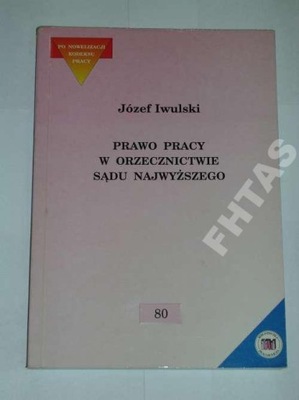 PO NOWELIZACJI
KODEKSU
PRACY
Józef Iwulski
PRAWO PRACY
W ORZECZNICTWIE
SĄDU NAJWYŻSZEGO
80
FHTAS